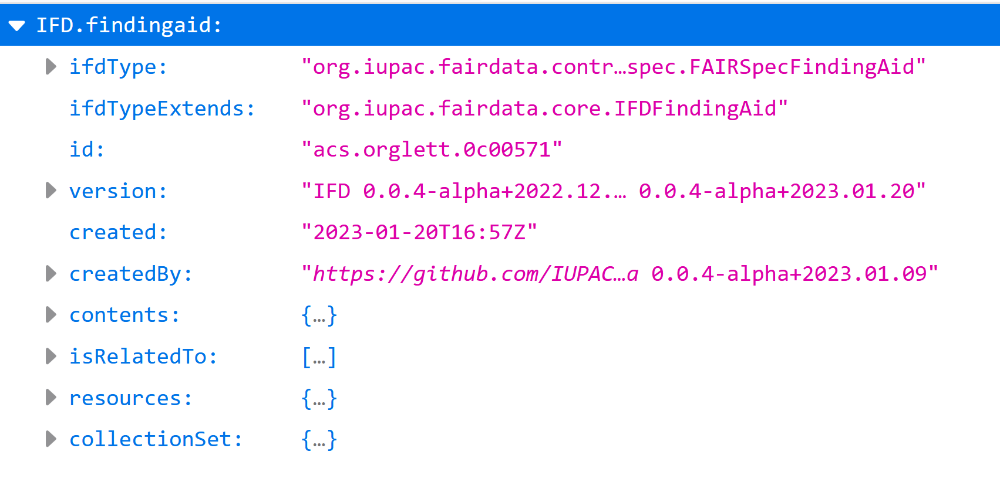 IFD.findingaid:
ifdType: "org.iupac.fairdata.contr…spec.FAIRSpecFindingAid"
ifdTypeExtends: "org.iupac.fairdata.core.IFDFindingAid"
id: "acs.orglett.0c00571"
version: "IFD 0.0.4-alpha+2022.12.… 0.0.4-alpha+2023.01.20"
created: "2023-01-20T16:57Z"
createdBy: "https://github.com/IUPAC…a 0.0.4-alpha+2023.01.09"
contents: {…}
isRelatedTo: […]
resources: {…}
collectionSet: {…}